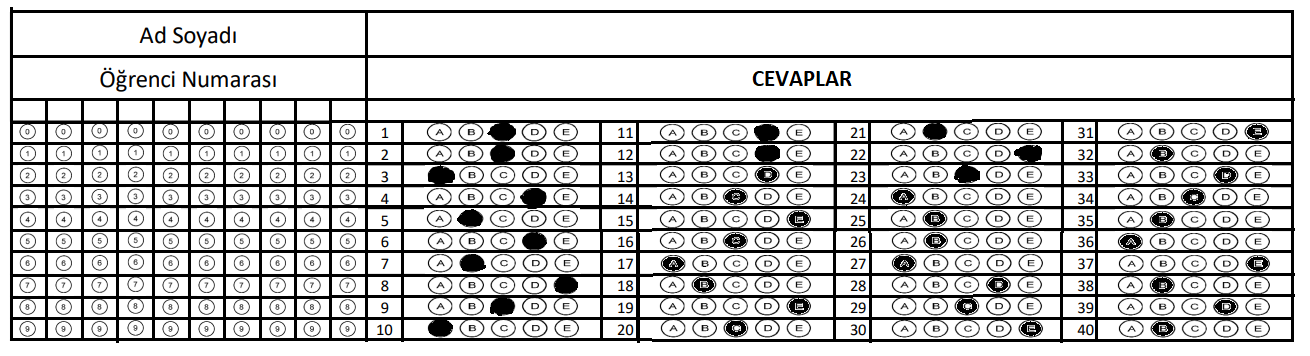 Ad Soyadı
Öğrenci Numarası
CEVAPLAR
0 0 0 0 0 0 0 0 0 0 1 A B D E 11 A B C E 21 A C D E 31 A B C D E
1 1 1 1 1 1 1 1 1 1 2 A B D E 12 A B C E 22 A B C D 32 A B C D E
2 2 2 2 2 2 2 2 2 2 3 B C D E 13 A B C D E 23 A B D E 33 A B C D E
3 3 3 3 3 3 3 3 3 3 4 A B C E 14 A B C D E 24 A B C D E 34 A B C D E
4 4 4 4 4 4 4 4 4 4 5 A C D E 15 A B C D E 25 A B C D E 35 A B C D E
5 5 5 5 5 5 5 5 5 5 6 A B C E 16 A B C D E 26 A B C D E 36 A B C D E
6 6 6 6 6 6 6 6 6 6 7 A C D E 17 A B C D E 27 A B C D E 37 A B C D E
7 7 7 7 7 7 7 7 7 7 8 A B C D 18 A B C D E 28 A B C D E 38 A B C D E
8 8 8 8 8 8 8 8 8 8 9 A B D E 19 A B C D E 29 A B C D E 39 A B C D E
9 9 9 9 9 9 9 9 9 9 10 B C D E 20 A B C D E 30 A B C D E 40 A B C D E